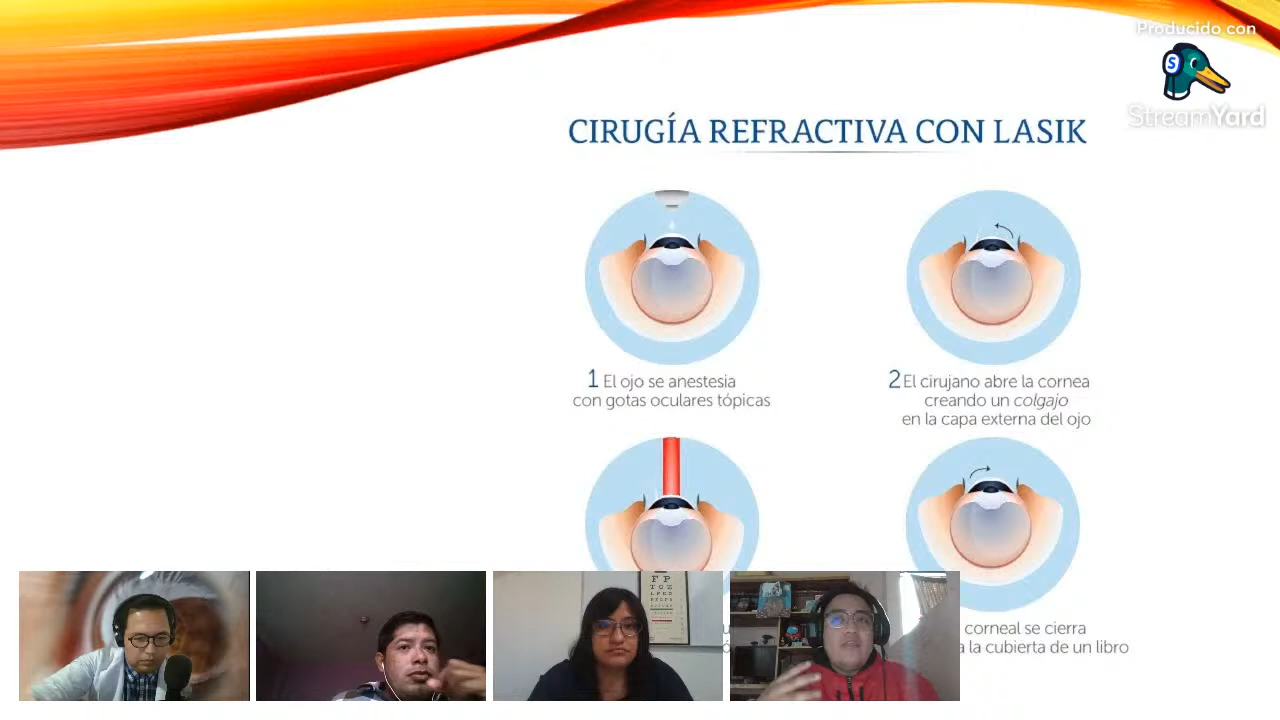 Producido con
StreamYard
CIRUGÍA REFRACTIVA CON LASIK
1 El ojo se anestesia
con gotas oculares tópicas
2 El cirujano abre la cornea
creando un colgajo
en la capa externa del ojo
corneal se cierra
a la cubierta de un libro
F P
T O Z